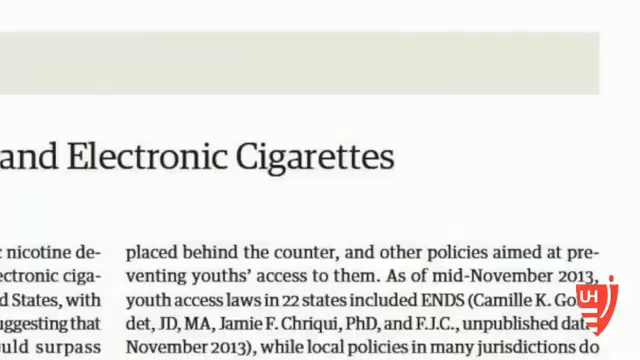 and Electronic Cigarettes
nicotine de-
ectronic ciga-
d States, with
uggesting that
uld surpass
placed behind the counter, and other policies aimed at pre-
venting youths' access to them. As of mid-November 2013,
youth access laws in 22 states included ENDS (Camille K. Go
det, JD, MA, Jamie F. Chriqui, PhD, and F.J.C., unpublished dat
November 2013), while local policies in many jurisdictions do
UH